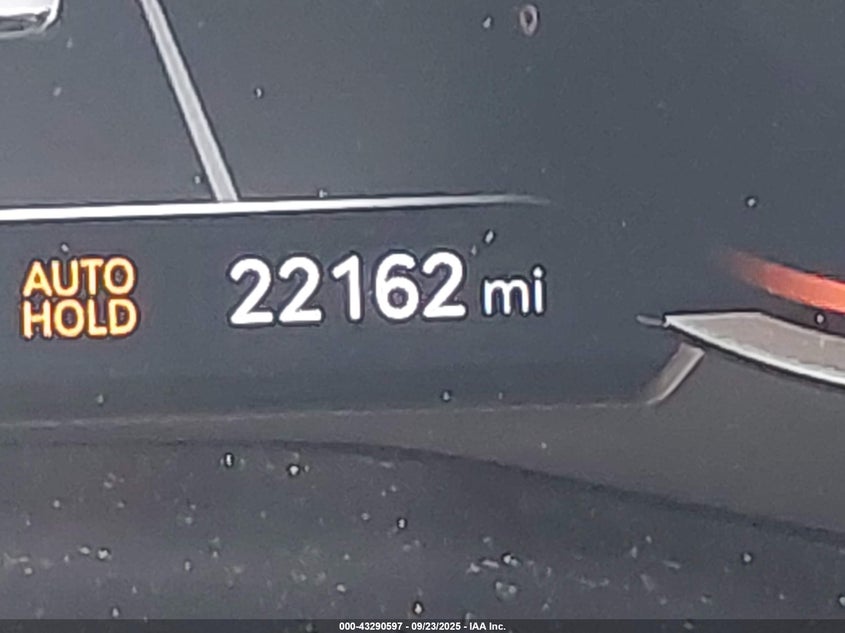 AUTO
HOLD
22162 mi
000-43290597 - 09/23/2025 - IAA Inc.